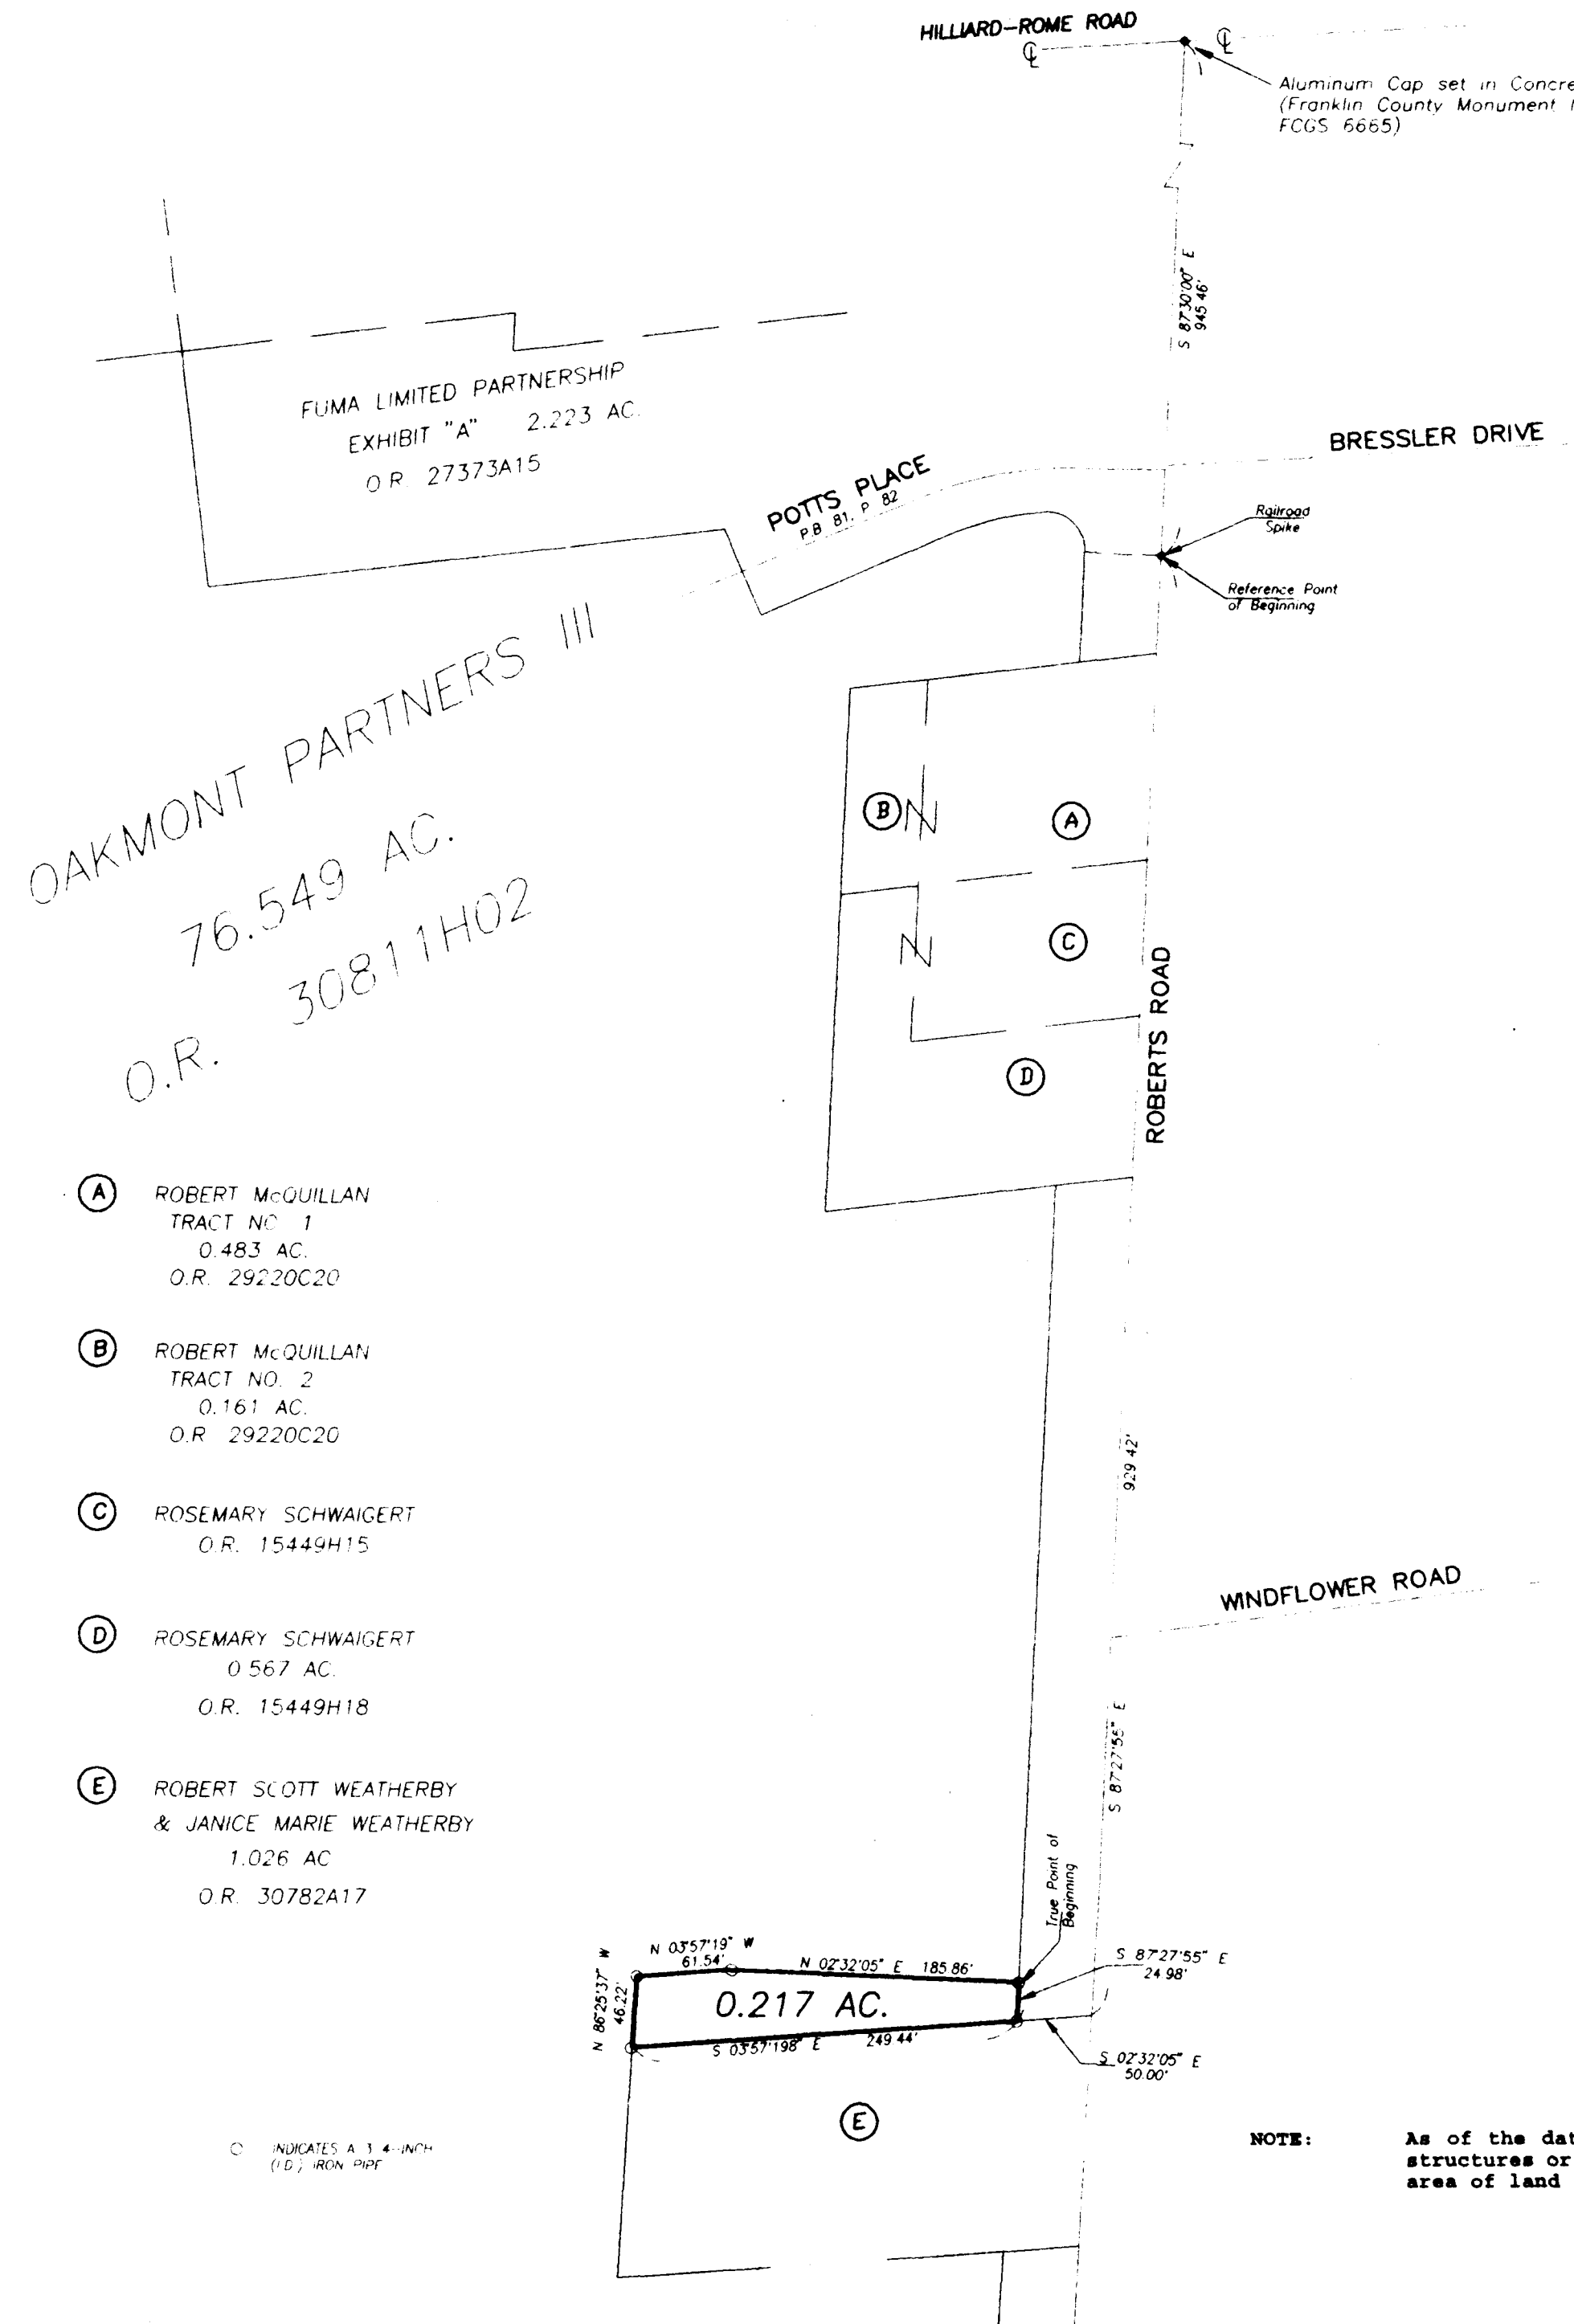 HILLIARD-ROME ROAD
Aluminum Cap set in Concre
(Franklin County Monument
FCGS 6665)
S 87°30'00" E
945.46'
FUMA LIMITED PARTNERSHIP
EXHIBIT "A" 2.223 AC.
O.R. 27373A15
POTTS PLACE
P.B. 81, P. 82
BRESSLER DRIVE
Railroad
Spike
Reference Point
of Beginning
OAKMONT PARTNERS III
76.549 AC.
O.R. 30811H02
B
A
C
D
ROBERTS ROAD
A ROBERT McQUILLAN
TRACT NO 1
0.483 AC.
O.R. 29220C20
B ROBERT McQUILLAN
TRACT NO. 2
0.161 AC.
O.R 29220C20
C ROSEMARY SCHWAIGERT
O.R. 15449H15
D ROSEMARY SCHWAIGERT
0.567 AC.
O.R. 15449H18
E ROBERT SCOTT WEATHERBY
& JANICE MARIE WEATHERBY
1.026 AC
O.R. 30782A17
929.42'
WINDFLOWER ROAD
S 87°27'55" E
True Point of
Beginning
N 03°57'19" W
61.54'
N 02°32'05" E 185.86'
S 87°27'55" E
24.98'
N 86°25'37" W
46.22'
0.217 AC.
S 03°57'198" E 249.44'
S 02°32'05" E
50.00'
E
INDICATES A 3/4-INCH
(I.D.) IRON PIPE
NOTE: As of the dat
structures or
area of land